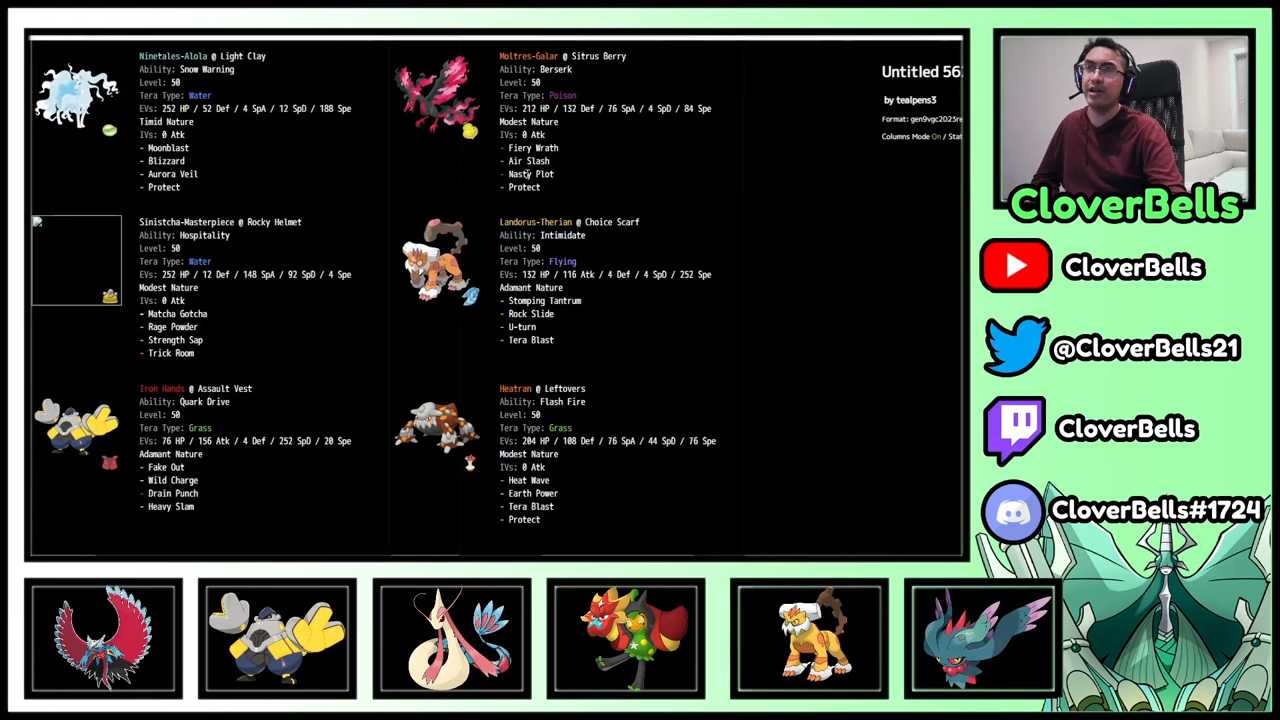 Ninetales-Alola @ Light Clay
Ability: Snow Warning
Level: 50
Tera Type: Water
EVs: 252 HP / 52 Def / 4 SpA / 12 SpD / 188 Spe
Timid Nature
IVs: 0 Atk
- Moonblast
- Blizzard
- Aurora Veil
- Protect
Moltres-Galar @ Sitrus Berry
Ability: Berserk
Level: 50
Tera Type: Poison
EVs: 212 HP / 132 Def / 76 SpA / 4 SpD / 84 Spe
Modest Nature
IVs: 0 Atk
- Fiery Wrath
- Air Slash
- Nasty Plot
- Protect
Sinistcha-Masterpiece @ Rocky Helmet
Ability: Hospitality
Level: 50
Tera Type: Water
EVs: 252 HP / 12 Def / 148 SpA / 92 SpD / 4 Spe
Modest Nature
IVs: 0 Atk
- Matcha Gotcha
- Rage Powder
- Strength Sap
- Trick Room
Landorus-Therian @ Choice Scarf
Ability: Intimidate
Level: 50
Tera Type: Flying
EVs: 132 HP / 116 Atk / 4 Def / 4 SpD / 252 Spe
Adamant Nature
- Stomping Tantrum
- Rock Slide
- U-turn
- Tera Blast
Iron Hands @ Assault Vest
Ability: Quark Drive
Level: 50
Tera Type: Grass
EVs: 76 HP / 156 Atk / 4 Def / 252 SpD / 20 Spe
Adamant Nature
- Fake Out
- Wild Charge
- Drain Punch
- Heavy Slam
Heatran @ Leftovers
Ability: Flash Fire
Level: 50
Tera Type: Grass
EVs: 204 HP / 108 Def / 76 SpA / 44 SpD / 76 Spe
Modest Nature
IVs: 0 Atk
- Heat Wave
- Earth Power
- Tera Blast
- Protect
Untitled 56
by tealpens3
Format: gen9vgc2023re
Columns Mode On / Stat
CloverBells
CloverBells
@CloverBells21
CloverBells
CloverBells#1724